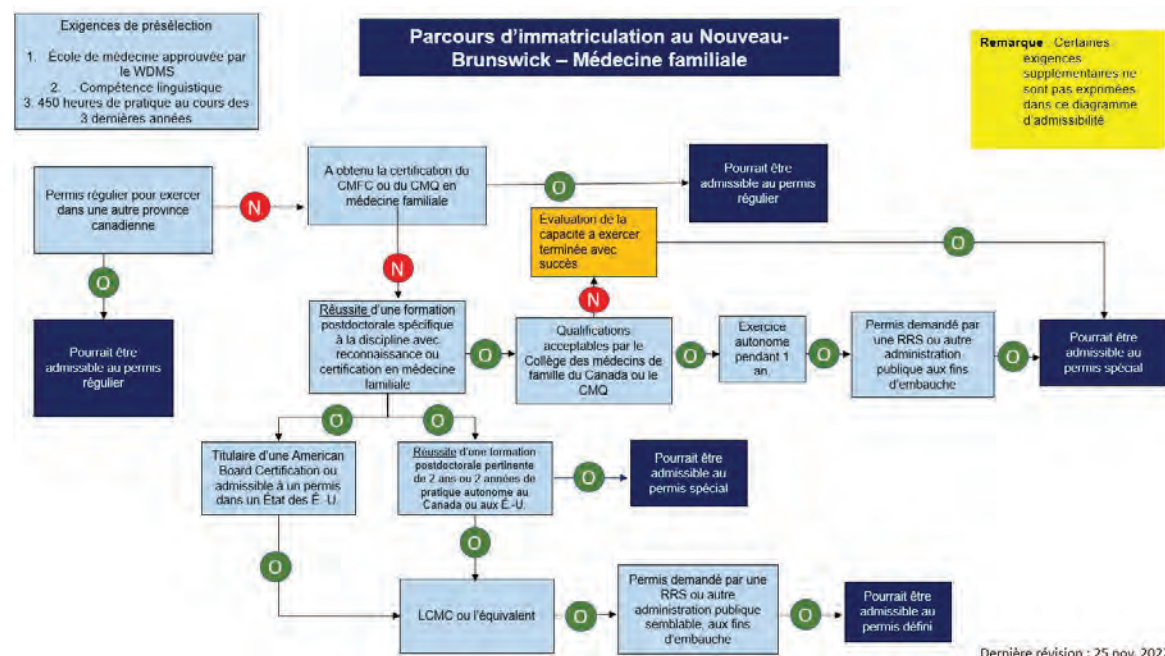 Exigences de présélection
1. École de médecine approuvée par
le WDMS
2. Compétence linguistique
3. 450 heures de pratique au cours des
3 dernières années
Parcours d'immatriculation au Nouveau-
Brunswick – Médecine familiale
Remarque : Certaines
exigences
supplémentaires ne
sont pas exprimées
dans ce diagramme
d'admissibilité
Permis régulier pour exercer
dans une autre province
canadienne
N
A obtenu la certification du
CMFC ou du CMQ en
médecine familiale
O
Pourrait être
admissible au permis
régulier
Évaluation de la
capacité a exercer
terminée avec
succès
O
O
N
N
Pourrait être
admissible au permis
régulier
Réussite d'une formation
postdoctorale spécifique
à la discipline avec
reconnaissance ou
certification en médecine
familiale
O
Qualifications
acceptables par le
Collège des médecins de
famille du Canada ou le
CMQ
O
Exercice
autonome
pendant 1
an
O
Permis demandé par
une RRS ou autre
administration
publique aux fins
d'embauche
O
Pourrait être
admissible au
permis spécial
O
O
Titulaire d'une American
Board Certification ou
admissible à un permis
dans un État des É.-U.
Réussite d'une formation
postdoctorale pertinente
de 2 ans ou 2 années de
pratique autonome au
Canada ou aux É.-U.
O
Pourrait être
admissible au
permis spécial
O
O
LCMC ou l'équivalent
O
Permis demandé par une
RRS ou autre
administration publique
semblable, aux fins
d'embauche
O
Pourrait être
admissible au
permis défini
Dernière révision : 25 nov.